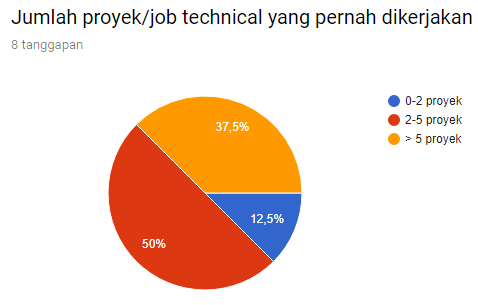 Jumlah proyek/job technical yang pernah dikerjakan
8 tanggapan
0-2 proyek
2-5 proyek
> 5 proyek
37,5%
12,5%
50%